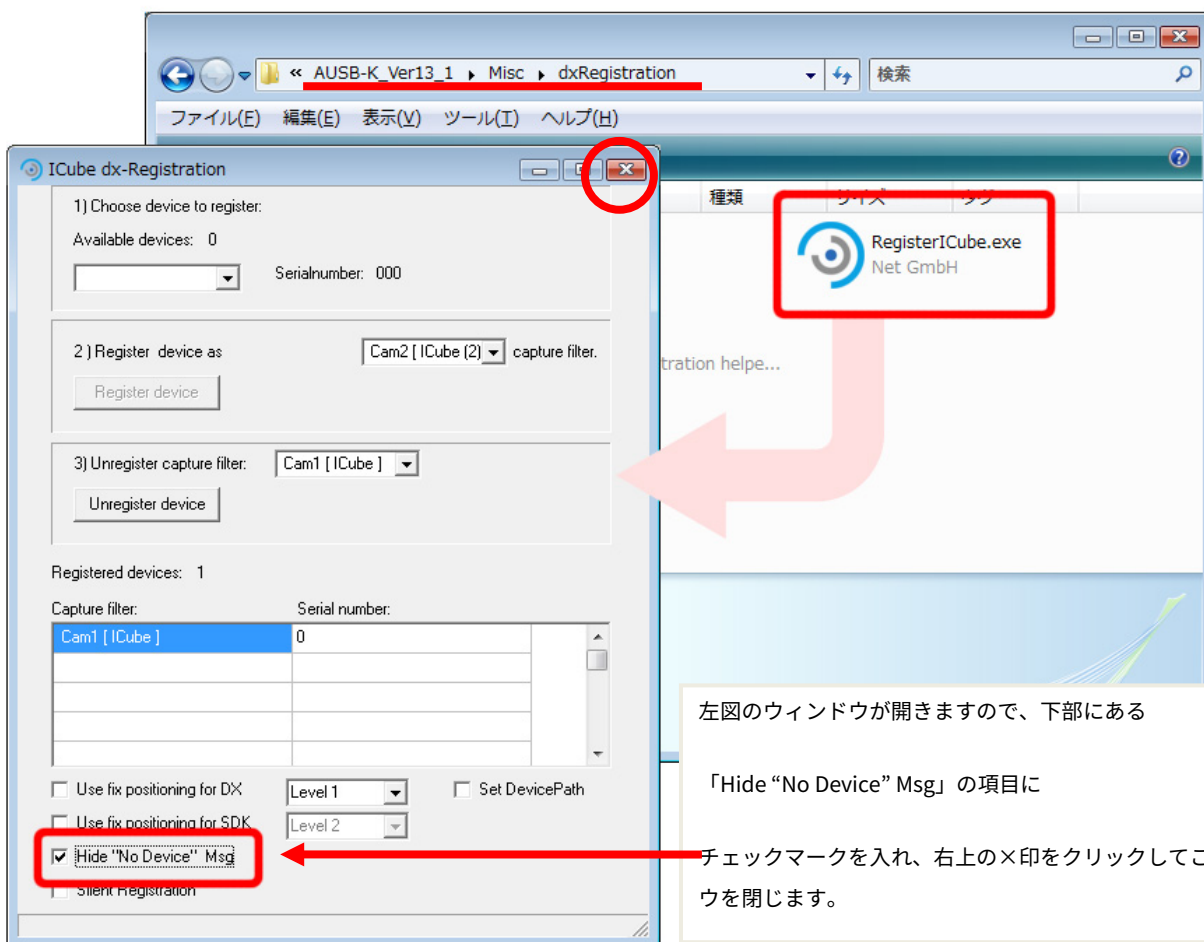 « AUSB-K_Ver13_1 ▸ Misc ▸ dxRegistration
検索
ファイル(F) 編集(E) 表示(V) ツール(T) ヘルプ(H)
種類 サイズ タグ
RegisterICube.exe
Net GmbH
tration helpe...
ICube dx-Registration
1) Choose device to register:
Available devices: 0
Serialnumber: 000
2 ) Register device as Cam2 [ ICube (2) capture filter.
Register device
3) Unregister capture filter: Cam1 [ ICube ]
Unregister device
Registered devices: 1
Capture filter: Serial number:
Cam1 [ ICube ] 0
Use fix positioning for DX Level 1 Set DevicePath
Use fix positioning for SDK Level 2
Hide "No Device" Msg
Silent Registration
左図のウィンドウが開きますので、下部にある
「Hide “No Device” Msg」の項目に
チェックマークを入れ、右上の×印をクリックしてこ
ウを閉じます。